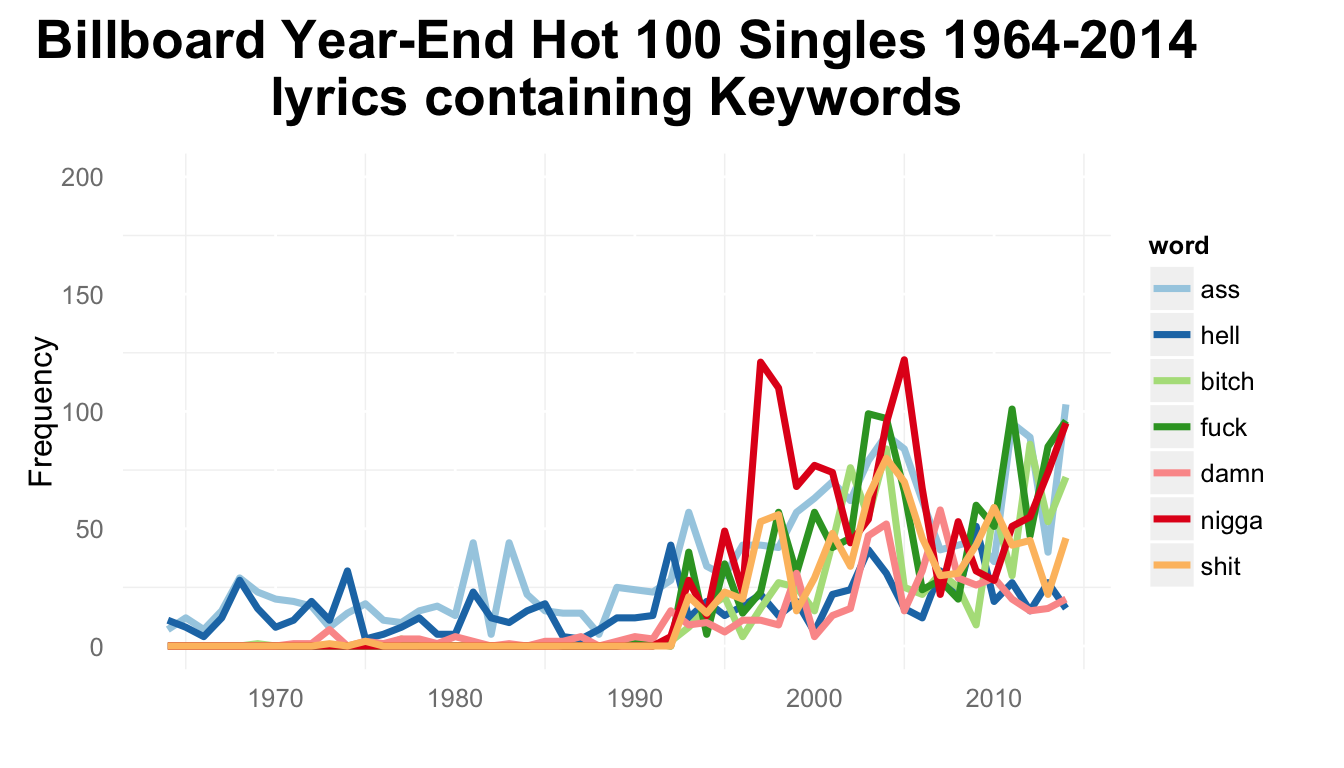 Billboard Year-End Hot 100 Singles 1964-2014
lyrics containing Keywords
200
150
100
50
0
Frequency
1970
1980
1990
2000
2010
word
ass
hell
bitch
fuck
damn
nigga
shit